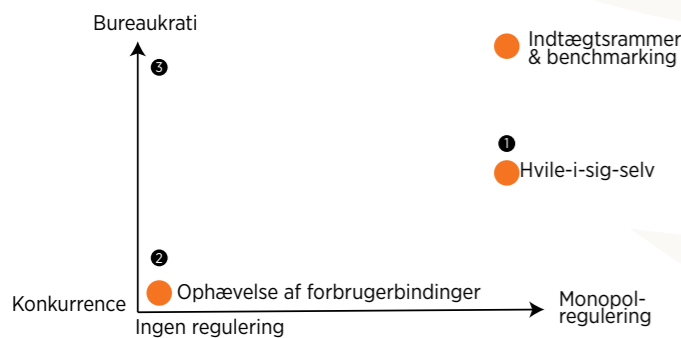 Bureaukrati
Indtægtsrammer
& benchmarking
3
1
Hvile-i-sig-selv
2
Ophævelse af forbrugerbindinger
Konkurrence
Monopol-
regulering
Ingen regulering